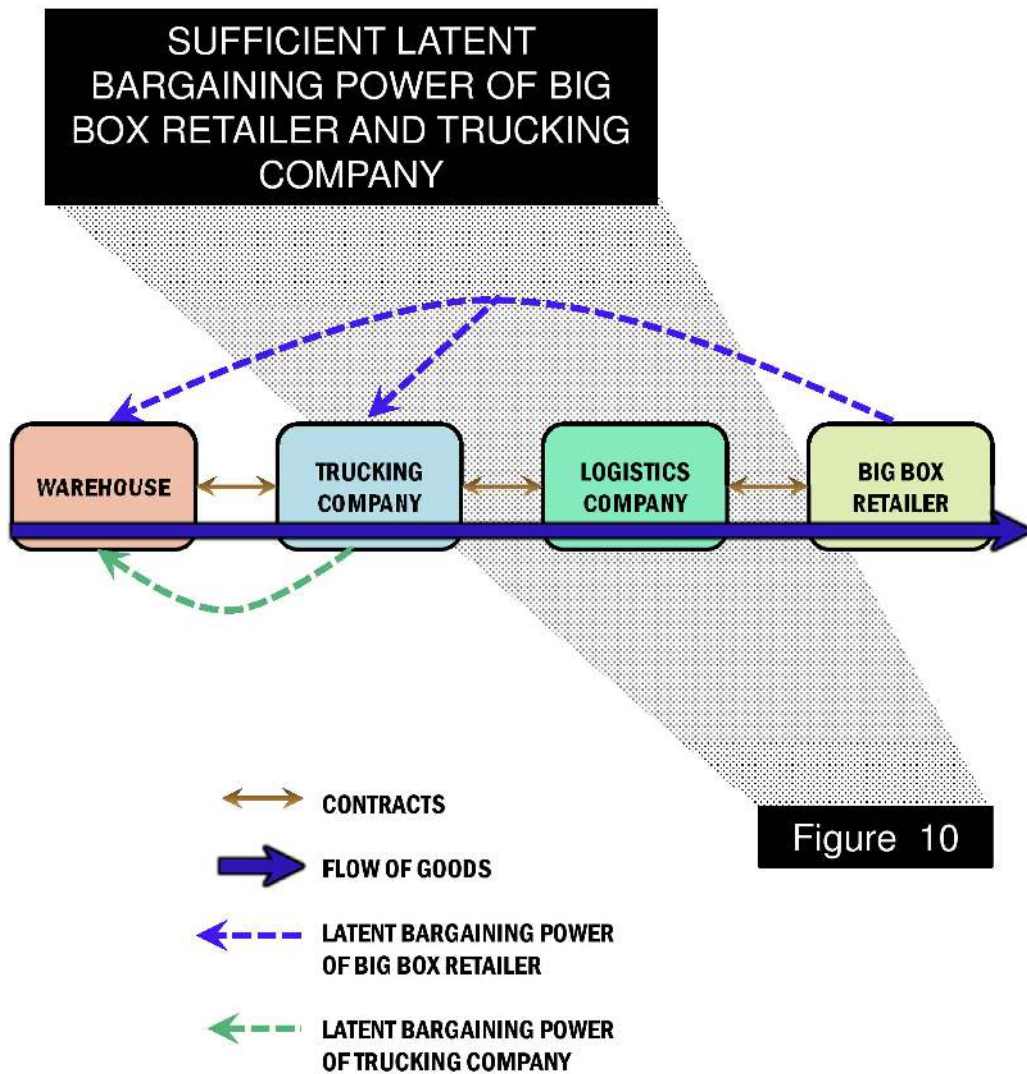 SUFFICIENT LATENT
BARGAINING POWER OF BIG
BOX RETAILER AND TRUCKING
COMPANY
WAREHOUSE
TRUCKING
COMPANY
LOGISTICS
COMPANY
BIG BOX
RETAILER
CONTRACTS
Figure 10
FLOW OF GOODS
LATENT BARGAINING POWER
OF BIG BOX RETAILER
LATENT BARGAINING POWER
OF TRUCKING COMPANY